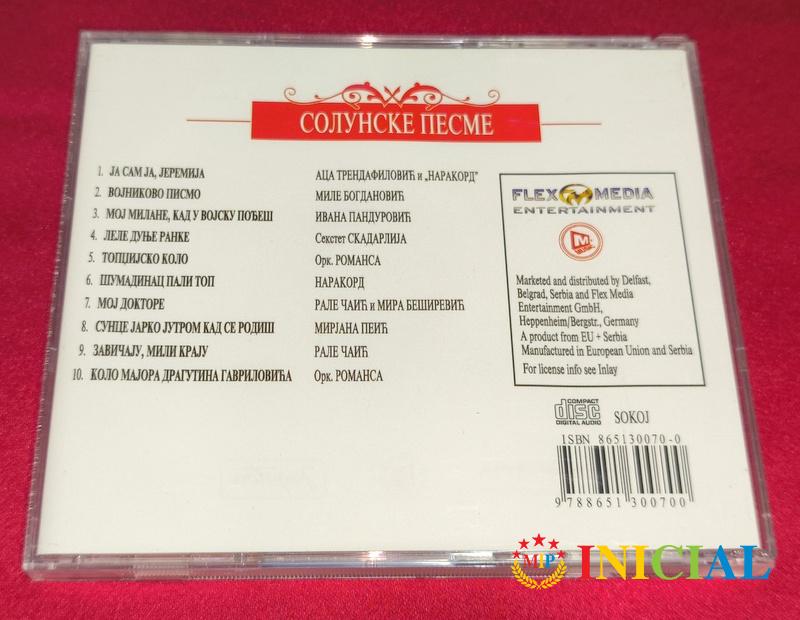 СОЛУНСКЕ ПЕСМЕ
1. ЈА САМ ЈА, ЈЕРЕМИЈА АЦА ТРЕНДАФИЛОВИЋ и „НАРАКОРД"
2. ВОЈНИКОВО ПИСМО МИЛЕ БОГДАНОВИЋ
3. МОЈ МИЛАНЕ, КАД У ВОЈСКУ ПОЂЕШ ИВАНА ПАНДУРОВИЋ
4. ЛЕЛЕ ДУЊЕ РАНКЕ Секстет СКАДАРЛИЈА
5. ТОПЏИЈСКО КОЛО Орк. РОМАНСА
6. ШУМАДИНАЦ ПАЛИ ТОП НАРАКОРД
7. МОЈ ДОКТОРЕ РАЛЕ ЧАИЋ и МИРА БЕШИРЕВИЋ
8. СУНЦЕ ЈАРКО ЈУТРОМ КАД СЕ РОДИШ МИРЈАНА ПЕИЋ
9. ЗАВИЧАЈУ, МИЛИ КРАЈУ РАЛЕ ЧАИЋ
10. КОЛО МАЈОРА ДРАГУТИНА ГАВРИЛОВИЋА Орк. РОМАНСА
FLEX MEDIA
ENTERTAINMENT
Marketed and distributed by Delfast,
Belgrad, Serbia and Flex Media
Entertainment GmbH,
Heppenheim/Bergstr., Germany
A product from EU + Serbia
Manufactured in European Union and Serbia
For license info see Inlay
COMPACT
disc
DIGITAL AUDIO
SOKOJ
ISBN 865130070-0
9 788651 300700
MIP INICIAL